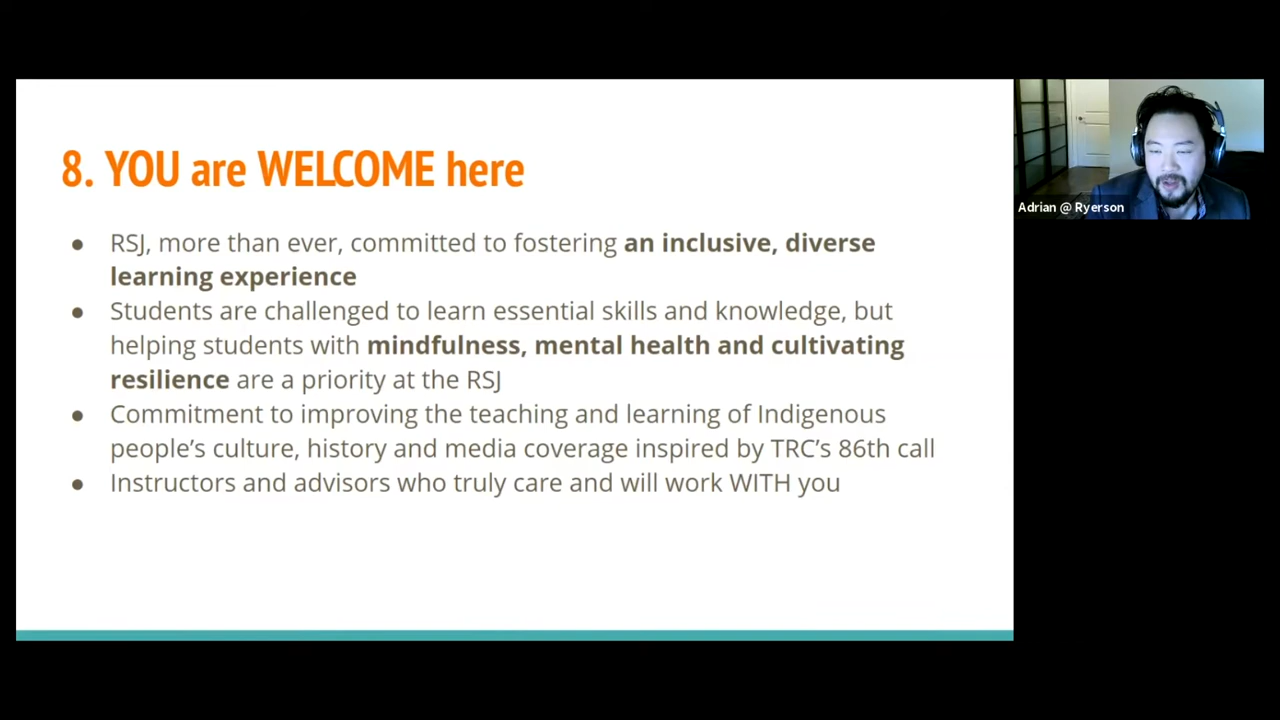 8. YOU are WELCOME here
● RSJ, more than ever, committed to fostering an inclusive, diverse
learning experience
● Students are challenged to learn essential skills and knowledge, but
helping students with mindfulness, mental health and cultivating
resilience are a priority at the RSJ
● Commitment to improving the teaching and learning of Indigenous
people’s culture, history and media coverage inspired by TRC’s 86th call
● Instructors and advisors who truly care and will work WITH you
Adrian @ Ryerson